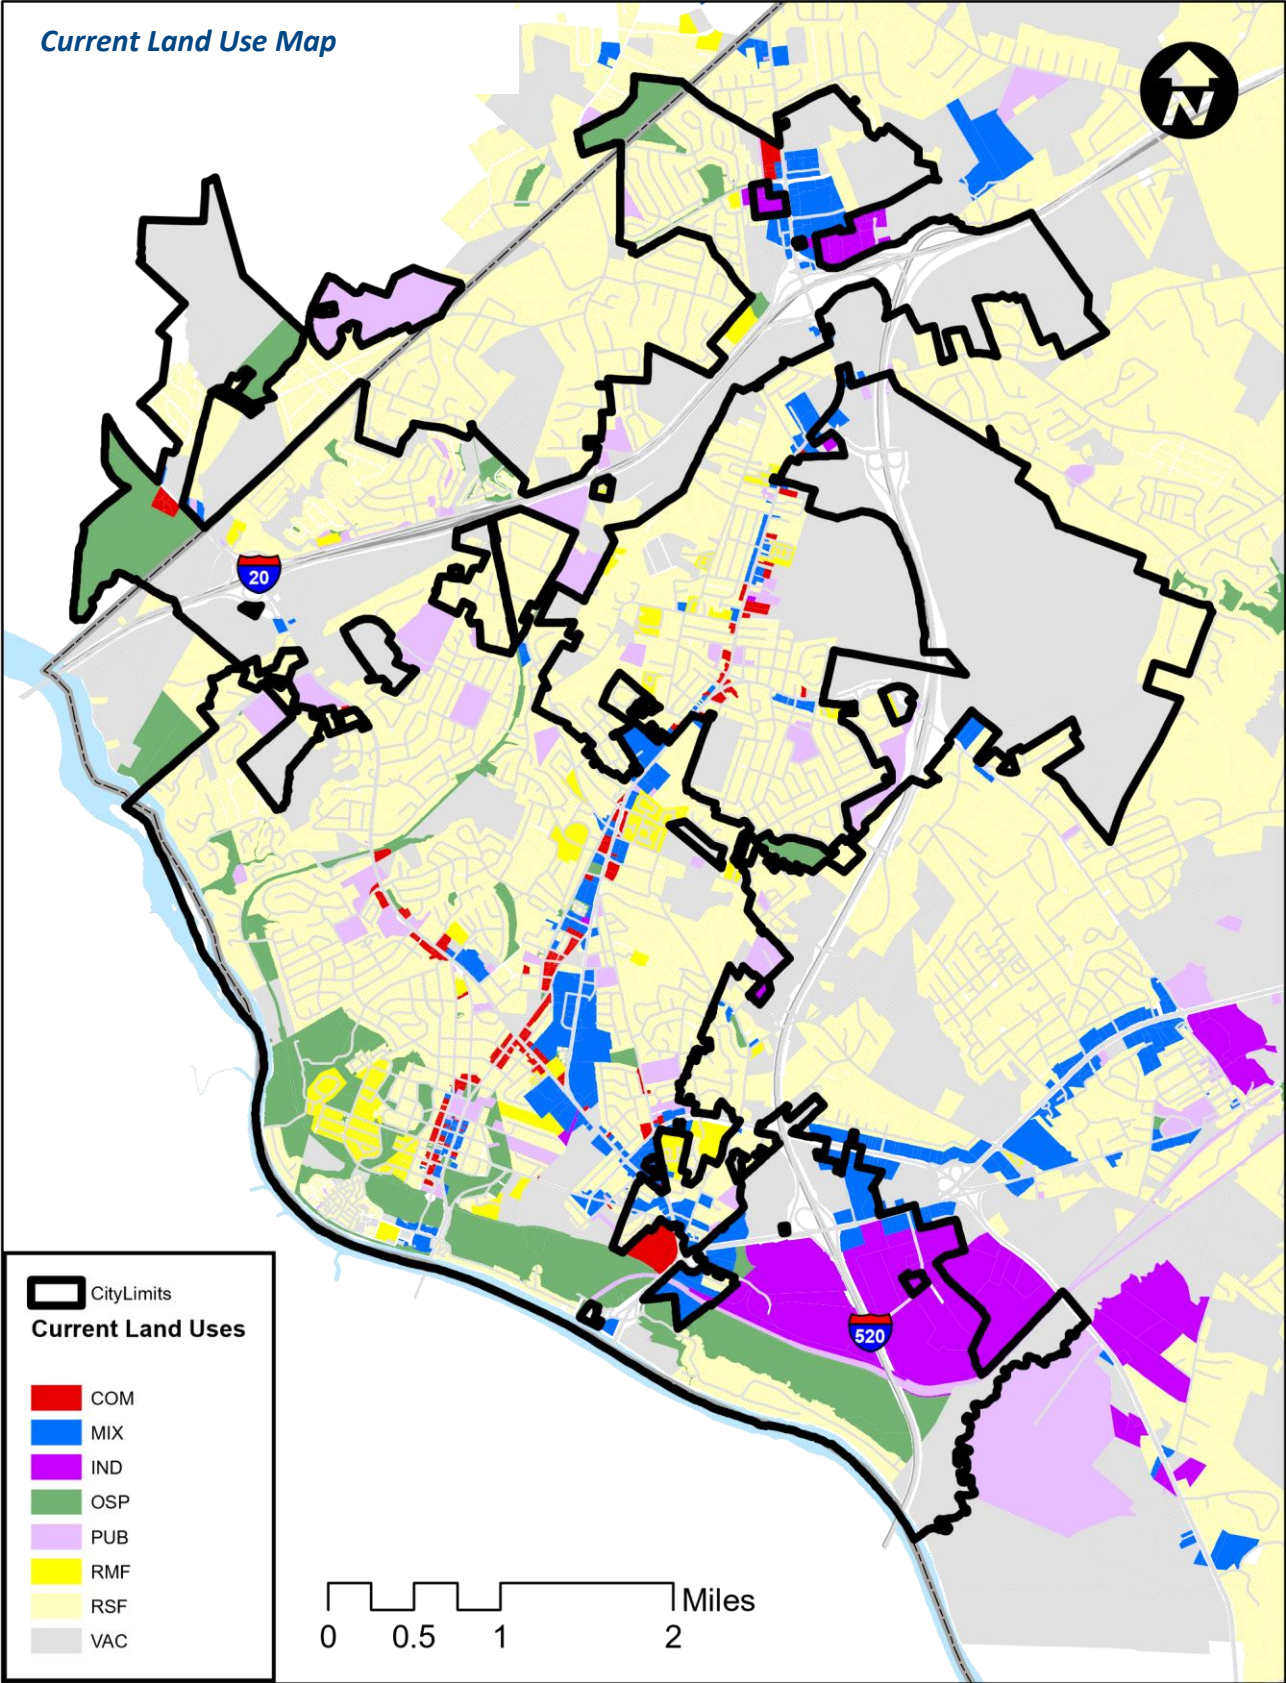 Current Land Use Map
N
20
520
CityLimits
Current Land Uses
COM
MIX
IND
OSP
PUB
RMF
RSF
VAC
Miles
0 0.5 1 2